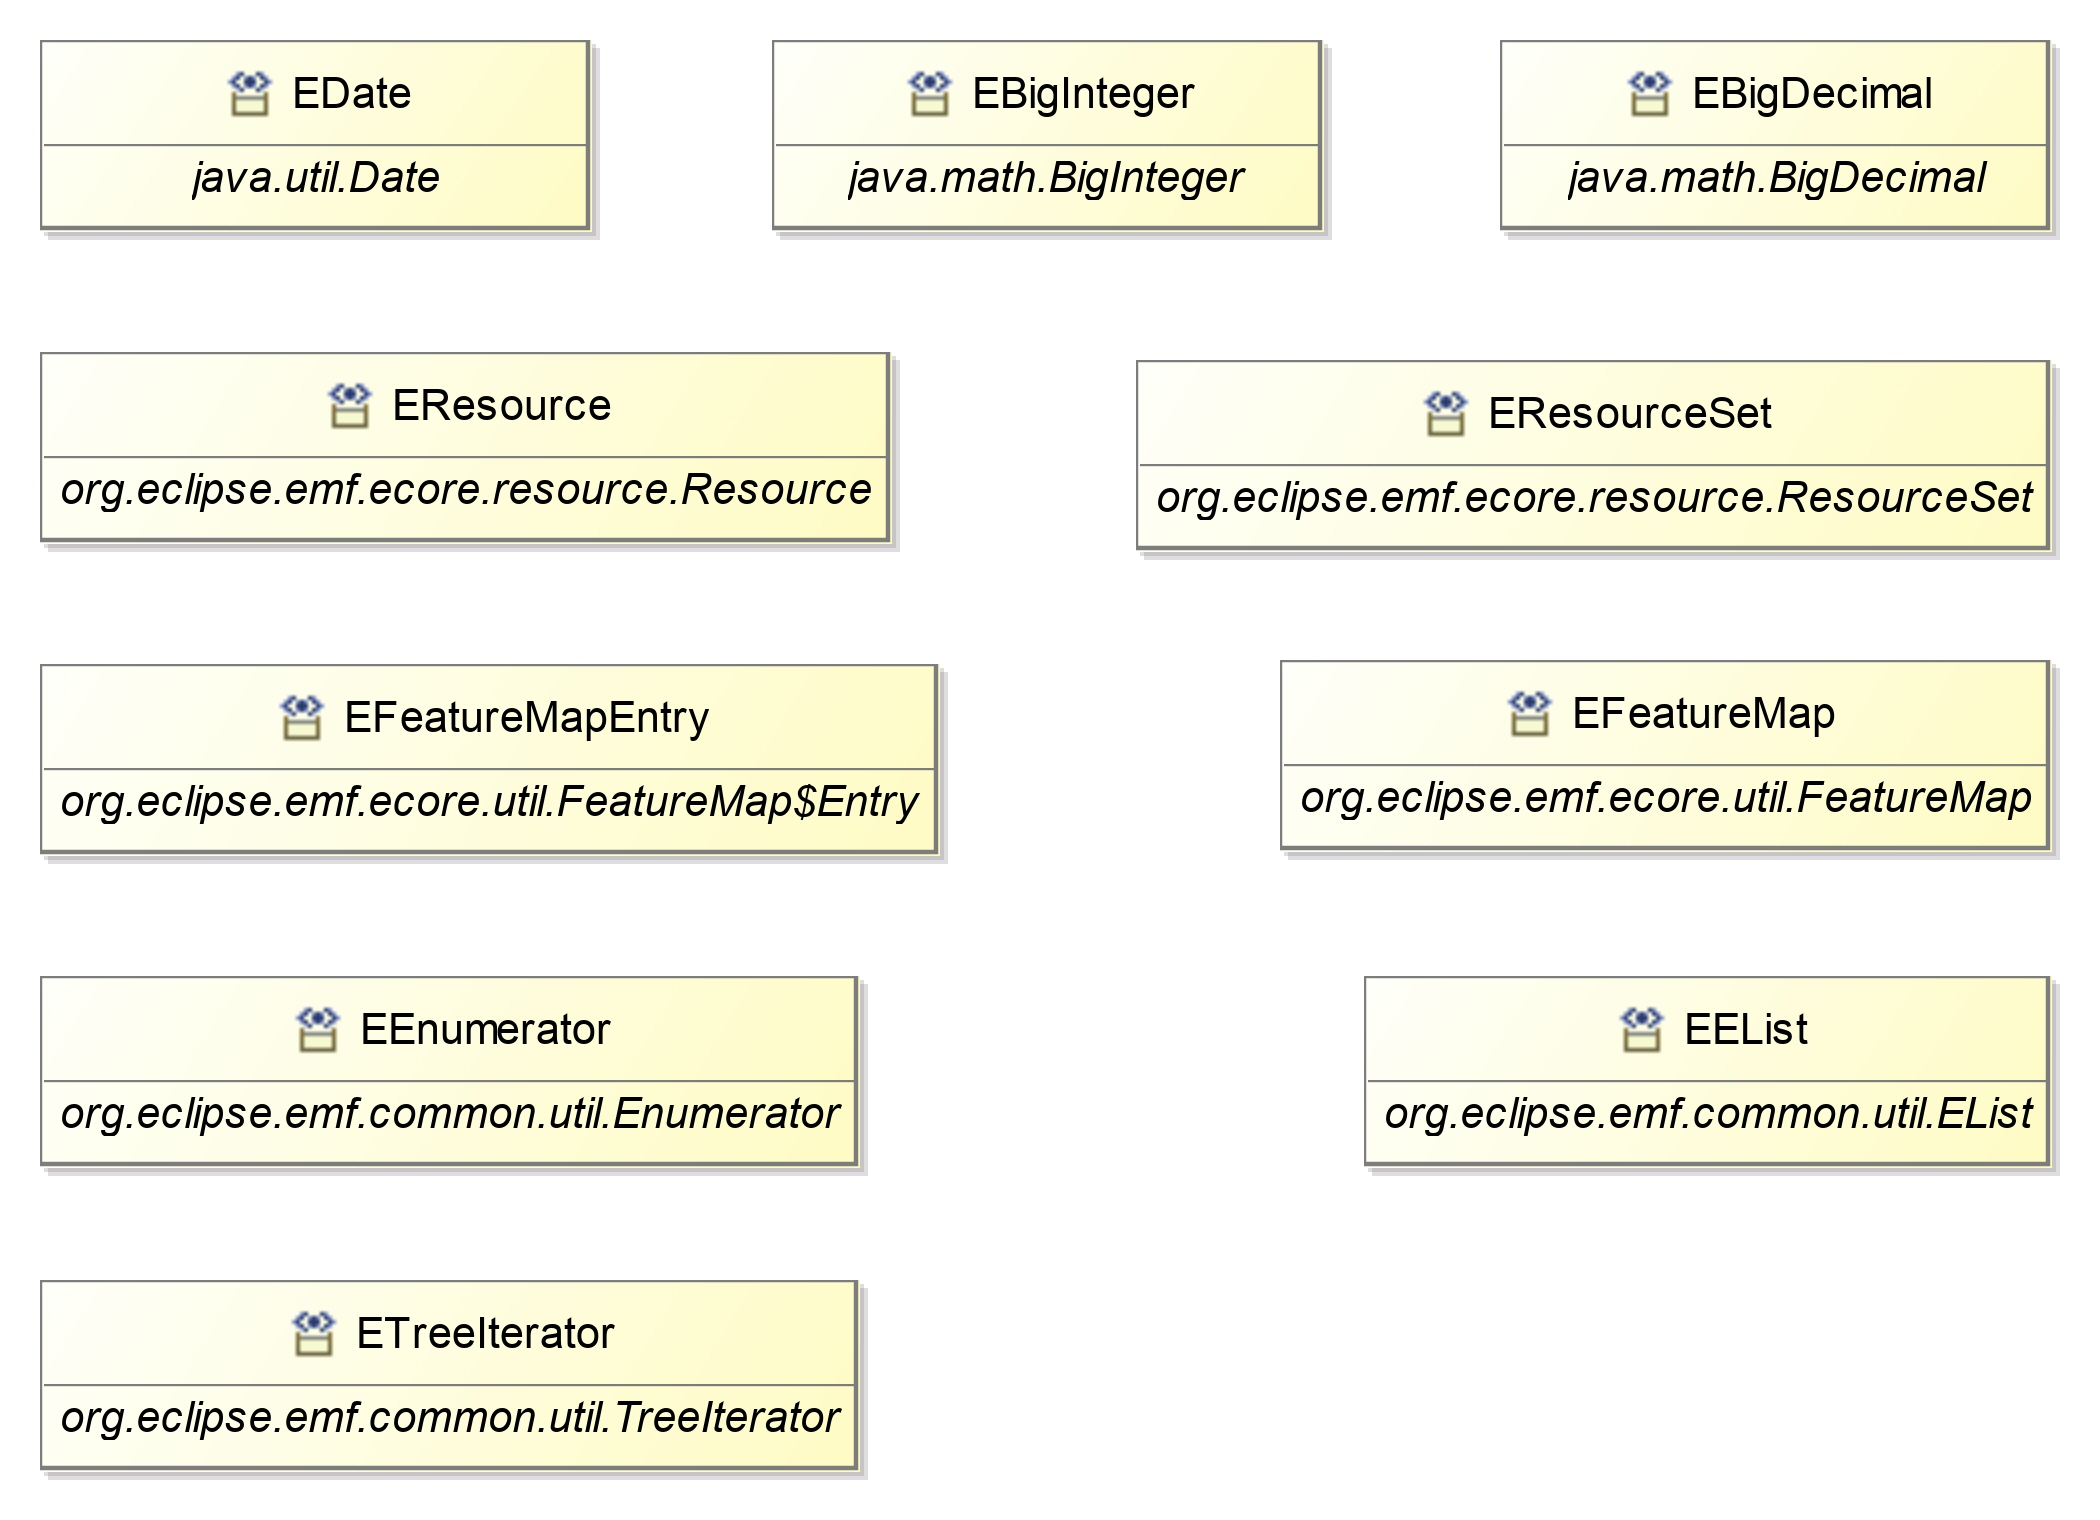 EDate
java.util.Date
EBigInteger
java.math.BigInteger
EBigDecimal
java.math.BigDecimal
EResource
org.eclipse.emf.ecore.resource.Resource
EResourceSet
org.eclipse.emf.ecore.resource.ResourceSet
EFeatureMapEntry
org.eclipse.emf.ecore.util.FeatureMap$Entry
EFeatureMap
org.eclipse.emf.ecore.util.FeatureMap
EEnumerator
org.eclipse.emf.common.util.Enumerator
EEList
org.eclipse.emf.common.util.EList
ETreeIterator
org.eclipse.emf.common.util.TreeIterator